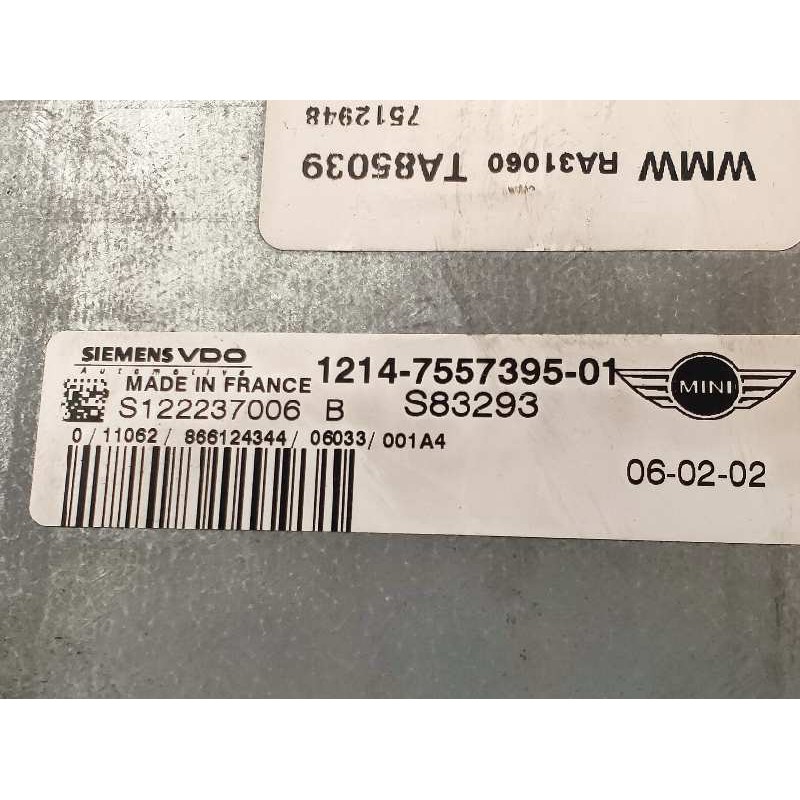 7512948
WMW RA31060 TA85039
SIEMENS VDO
Automotive
MADE IN FRANCE
1214-7557395-01
MINI
S122237006 B S83293
0/11062/866124344/06033/001A4
06-02-02